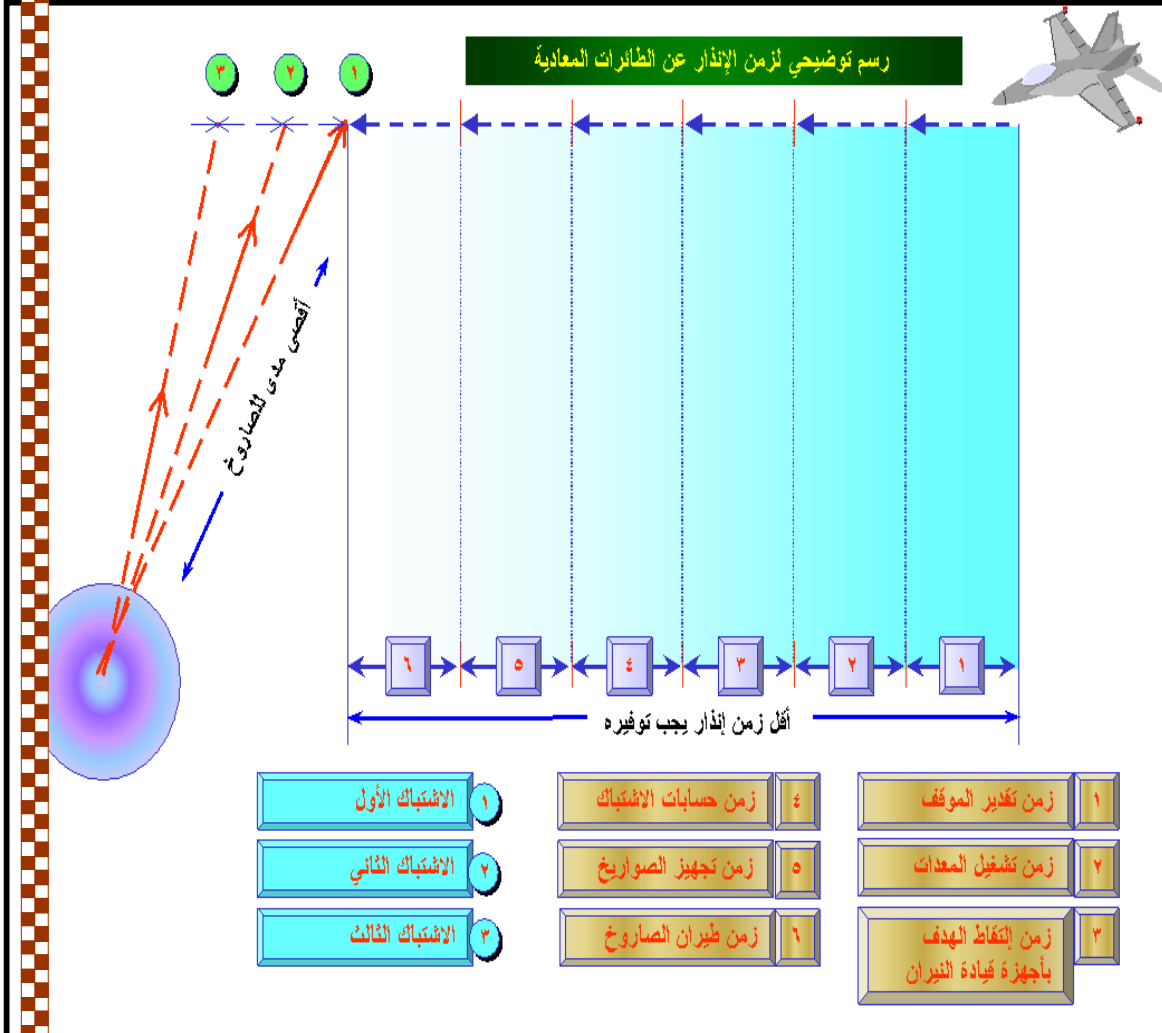 رسم توضيحي لزمن الإنذار عن الطائرات المعادية
١ ٢ ٣
أقصى مدى للصاروخ
١ ٢ ٣ ٤ ٥ ٦
أقل زمن إنذار يجب توفيره
١ زمن تقدير الموقف
٢ زمن تشغيل المعدات
٣ زمن إلتقاط الهدف
بأجهزة قيادة النيران
٤ زمن حسابات الاشتباك
٥ زمن تجهيز الصواريخ
٦ زمن طيران الصاروخ
١ الاشتباك الأول
٢ الاشتباك الثاني
٣ الاشتباك الثالث